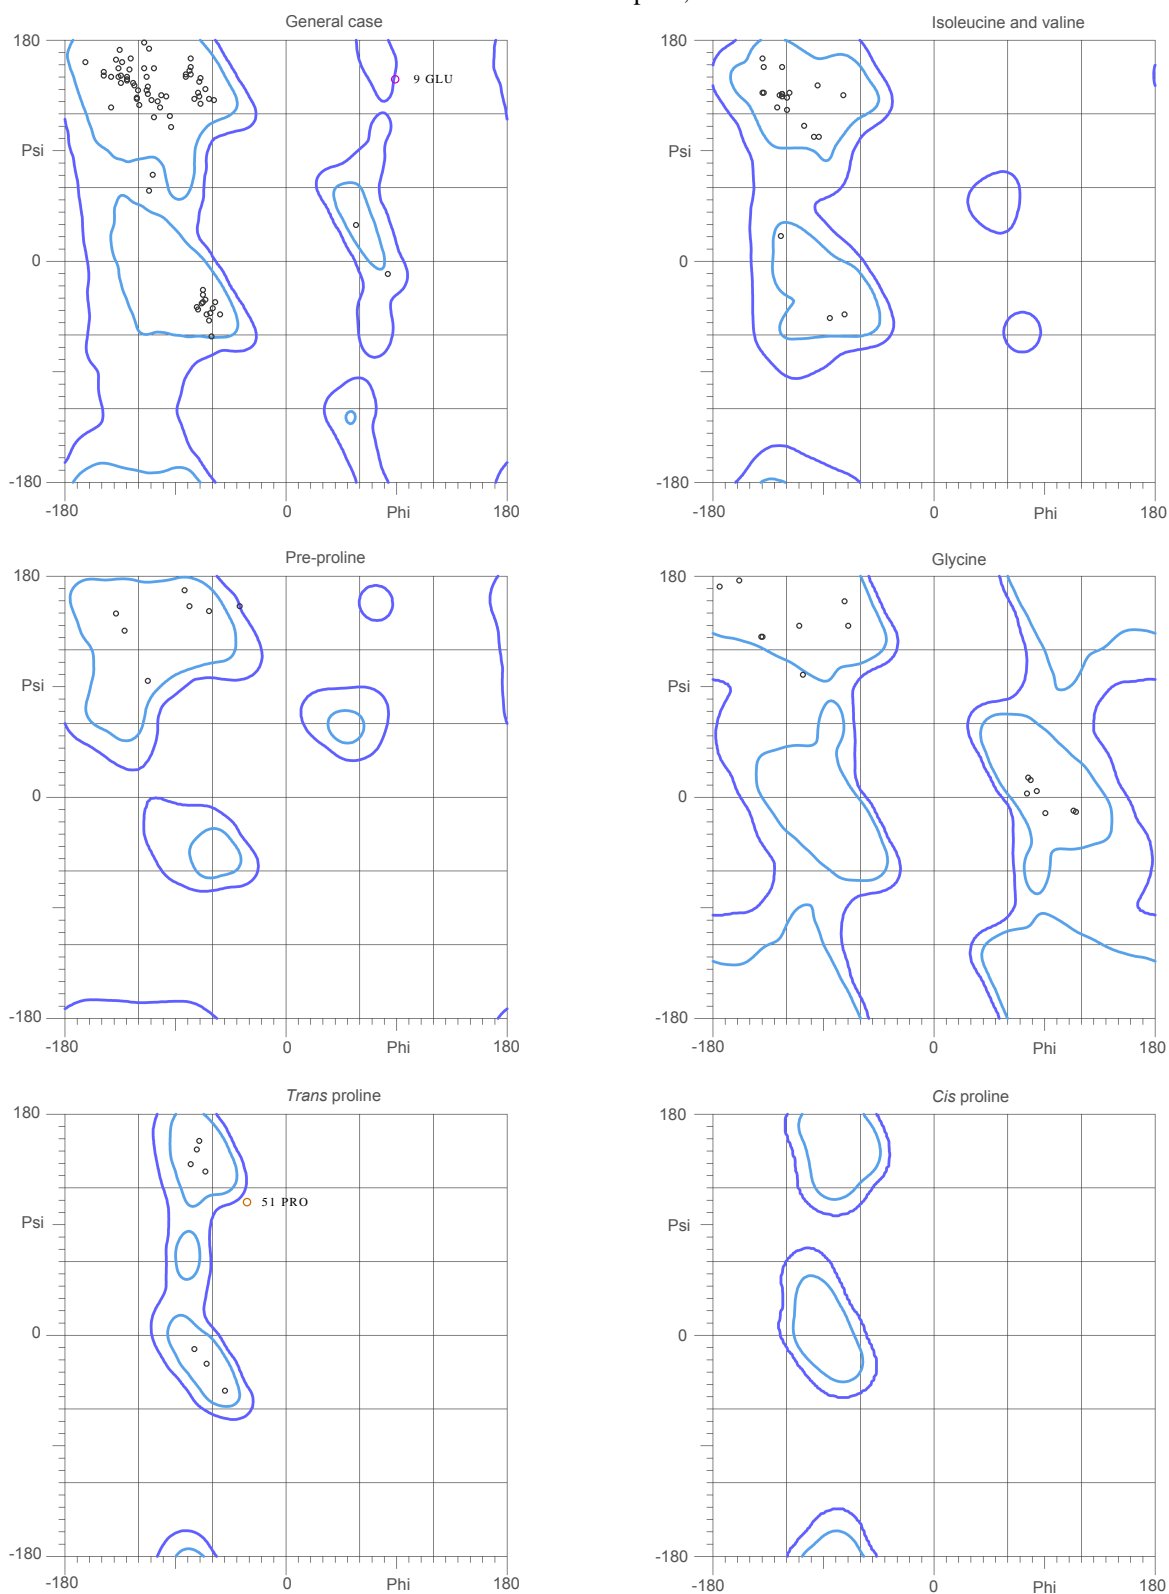 General case
180
Psi
0
-180
-180
0
Phi
180
9 GLU
Isoleucine and valine
180
Psi
0
-180
-180
0
Phi
180
Pre-proline
180
Psi
0
-180
-180
0
Phi
180
Glycine
180
Psi
0
-180
-180
0
Phi
180
Trans proline
180
Psi
0
-180
-180
0
Phi
180
51 PRO
Cis proline
180
Psi
0
-180
-180
0
Phi
180